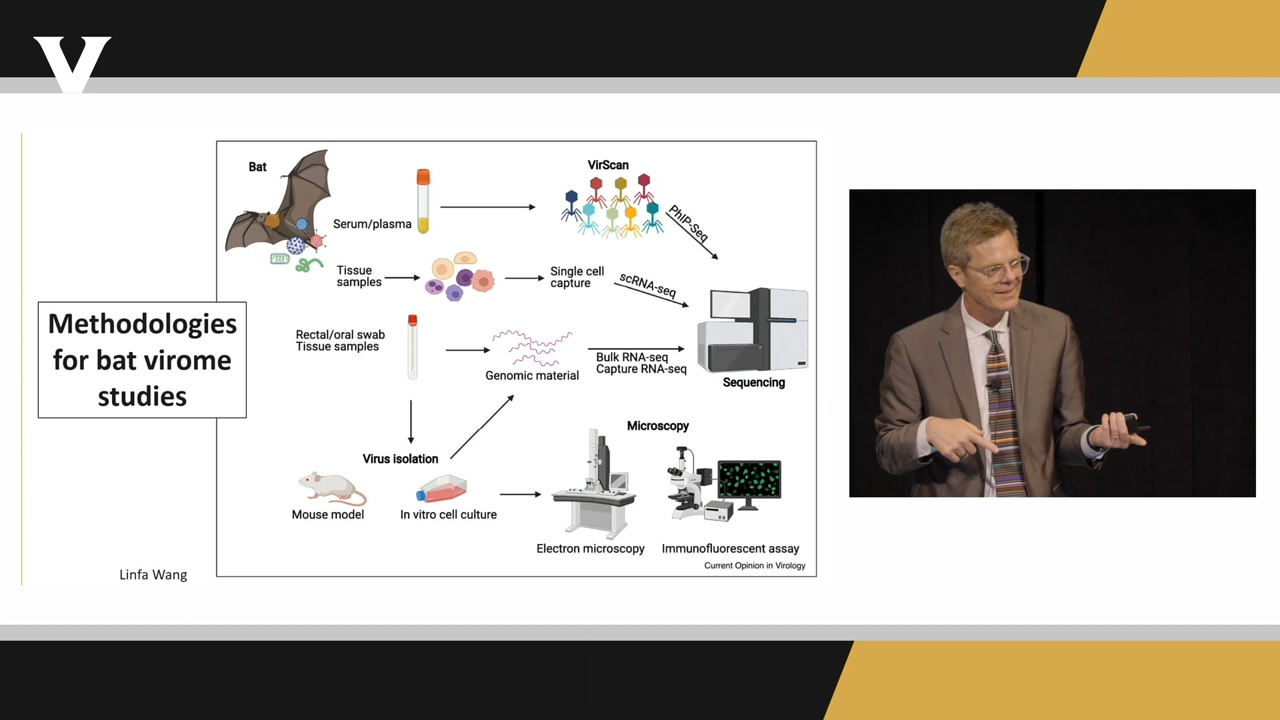 V
Methodologies
for bat virome
studies
Linfa Wang
Bat
Serum/plasma
VirScan
PhIP-Seq
Tissue
samples
Single cell
capture
scRNA-seq
Rectal/oral swab
Tissue samples
Genomic material
Bulk RNA-seq
Capture RNA-seq
Sequencing
Virus isolation
Mouse model
In vitro cell culture
Microscopy
Electron microscopy
Immunofluorescent assay
Current Opinion in Virology